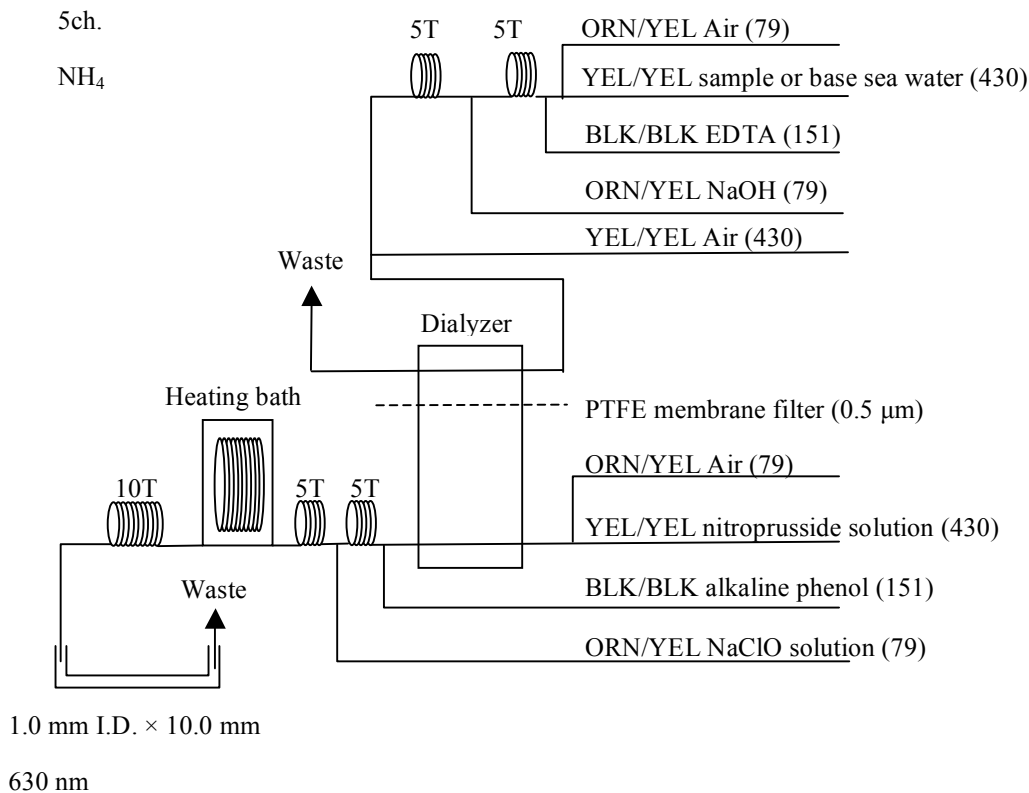 5ch.
NH₄
5T 5T
ORN/YEL Air (79)
YEL/YEL sample or base sea water (430)
BLK/BLK EDTA (151)
ORN/YEL NaOH (79)
YEL/YEL Air (430)
Waste
Dialyzer
Heating bath
PTFE membrane filter (0.5 μm)
ORN/YEL Air (79)
10T 5T 5T
YEL/YEL nitroprusside solution (430)
Waste
BLK/BLK alkaline phenol (151)
ORN/YEL NaClO solution (79)
1.0 mm I.D. × 10.0 mm
630 nm